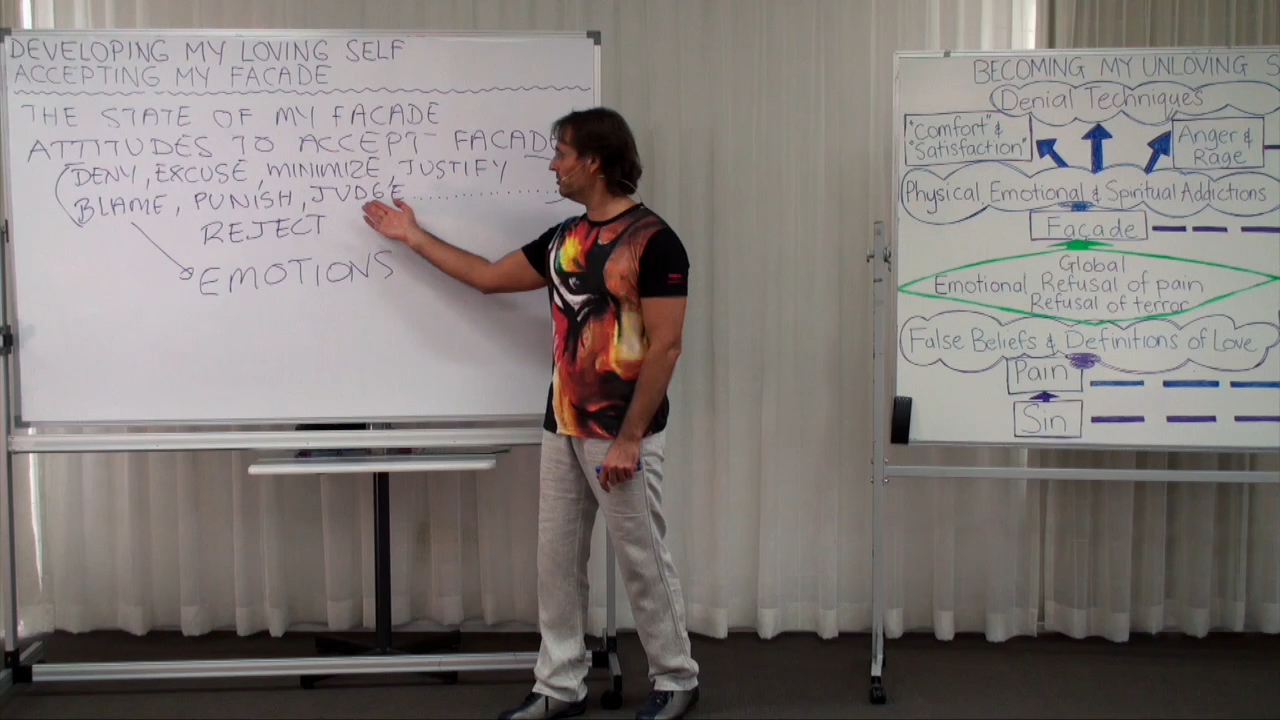 DEVELOPING MY LOVING SELF
ACCEPTING MY FACADE
THE STATE OF MY FACADE
ATTITUDES TO ACCEPT FACAD
DENY, EXCUSE, MINIMIZE, JUSTIFY
BLAME, PUNISH, JUDGE
REJECT
EMOTIONS
BECOMING MY UNLOVING S
Denial Techniques
"Comfort" &
"Satisfaction"
Anger &
Rage
Physical, Emotional & Spiritual Addictions
Façade
Global
Emotional Refusal of pain
Refusal of terror
False Beliefs & Definitions of Love
Pain
Sin